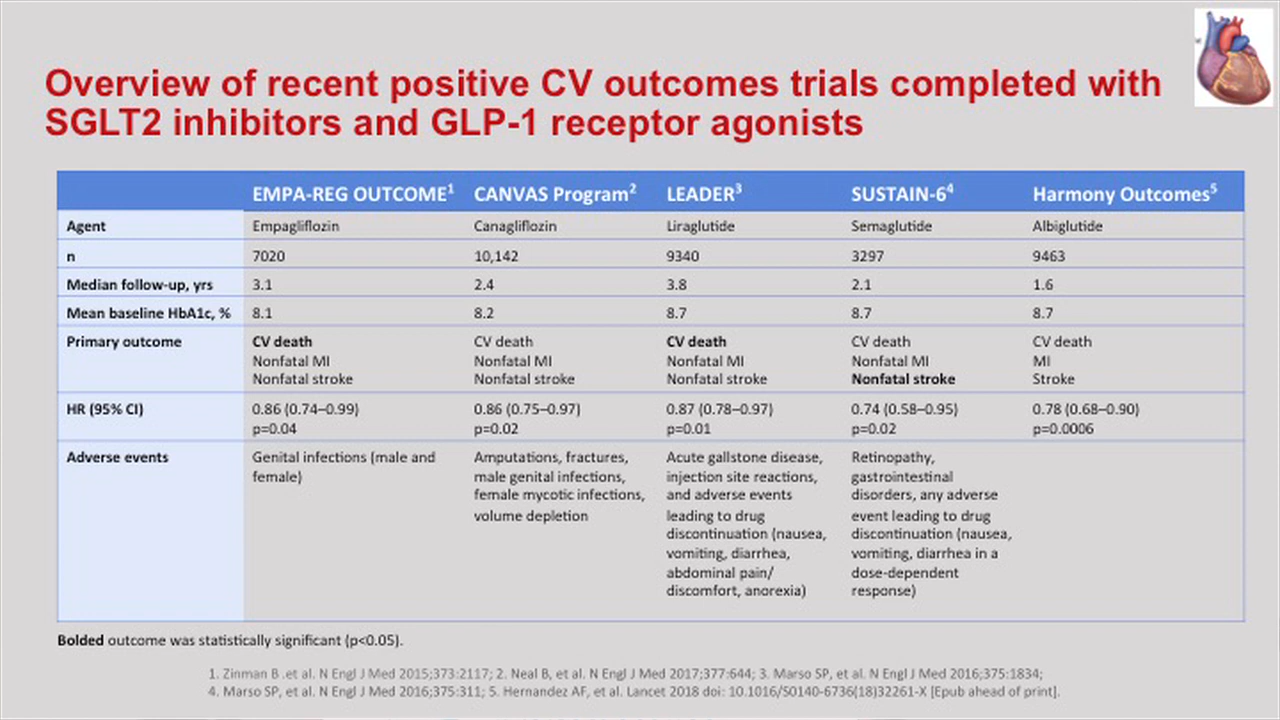 Overview of recent positive CV outcomes trials completed with
SGLT2 inhibitors and GLP-1 receptor agonists
EMPA-REG OUTCOME1 CANVAS Program2 LEADER3 SUSTAIN-64 Harmony Outcomes5
Agent Empagliflozin Canagliflozin Liraglutide Semaglutide Albiglutide
n 7020 10,142 9340 3297 9463
Median follow-up, yrs 3.1 2.4 3.8 2.1 1.6
Mean baseline HbA1c, % 8.1 8.2 8.7 8.7 8.7
Primary outcome CV death CV death CV death CV death CV death
Nonfatal MI Nonfatal MI Nonfatal MI Nonfatal MI MI
Nonfatal stroke Nonfatal stroke Nonfatal stroke Nonfatal stroke Stroke
HR (95% CI) 0.86 (0.74–0.99) 0.86 (0.75–0.97) 0.87 (0.78–0.97) 0.74 (0.58–0.95) 0.78 (0.68–0.90)
p=0.04 p=0.02 p=0.01 p=0.02 p=0.0006
Adverse events Genital infections (male and Amputations, fractures, Acute gallstone disease, Retinopathy,
female) male genital infections, injection site reactions, gastrointestinal
female mycotic infections, and adverse events disorders, any adverse
volume depletion leading to drug event leading to drug
discontinuation (nausea, discontinuation (nausea,
vomiting, diarrhea, vomiting, diarrhea in a
abdominal pain/ dose-dependent
discomfort, anorexia) response)
Bolded outcome was statistically significant (p<0.05).
1. Zinman B .et al. N Engl J Med 2015;373:2117; 2. Neal B, et al. N Engl J Med 2017;377:644; 3. Marso SP, et al. N Engl J Med 2016;375:1834;
4. Marso SP, et al. N Engl J Med 2016;375:311; 5. Hernandez AF, et al. Lancet 2018 doi: 10.1016/S0140-6736(18)32261-X [Epub ahead of print].